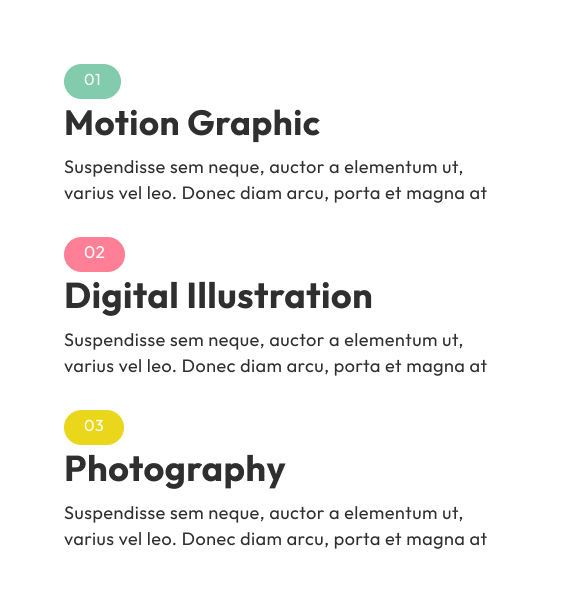 01
Motion Graphic
Suspendisse sem neque, auctor a elementum ut,
varius vel leo. Donec diam arcu, porta et magna at
02
Digital Illustration
Suspendisse sem neque, auctor a elementum ut,
varius vel leo. Donec diam arcu, porta et magna at
03
Photography
Suspendisse sem neque, auctor a elementum ut,
varius vel leo. Donec diam arcu, porta et magna at